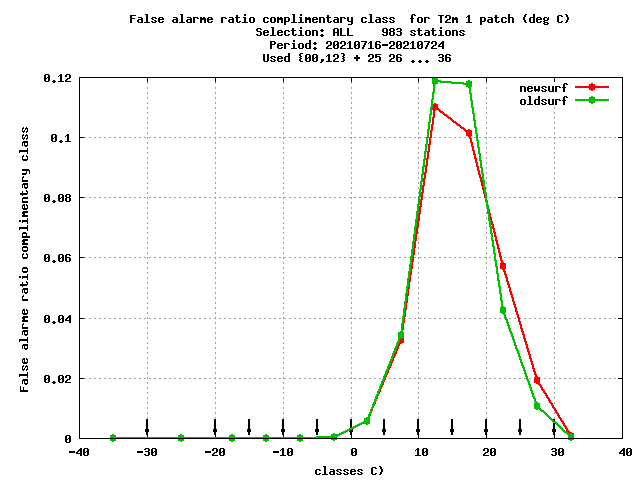 False alarme ratio complimentary class  for T2m 1 patch (deg C)
Selection: ALL    983 stations
Period: 20210716-20210724
Used {00,12} + 25 26 ... 36
newsurf
oldsurf
False alarme ratio complimentary class
0.12
0.1
0.08
0.06
0.04
0.02
0
-40 -30 -20 -10 0 10 20 30 40
classes C)